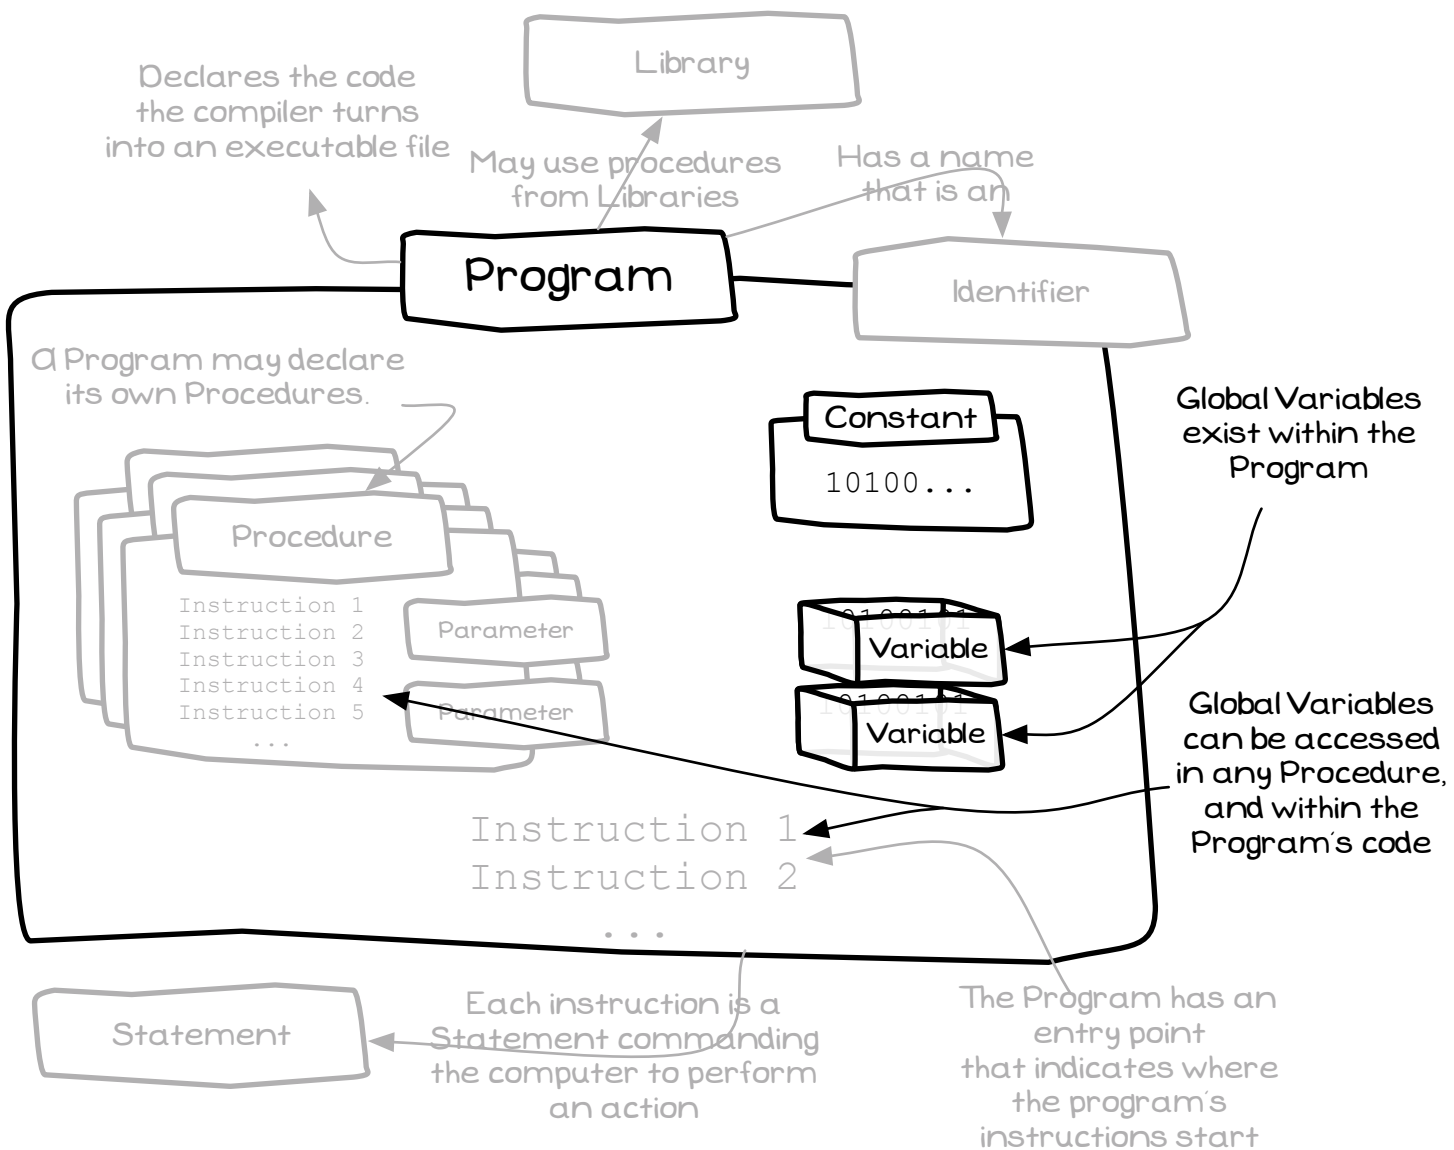 Library
Declares the code
the compiler turns
into an executable file
May use procedures
from Libraries
Has a name
that is an
Program
Identifier
A Program may declare
its own Procedures.
Global Variables
exist within the
Program
Constant
10100...
Procedure
Instruction 1
Instruction 2
Instruction 3
Instruction 4
Instruction 5
...
Parameter
Parameter
10100101
Variable
10100101
Variable
Global Variables
can be accessed
in any Procedure,
and within the
Program's code
Instruction 1
Instruction 2
...
Statement
Each instruction is a
Statement commanding
the computer to perform
an action
The Program has an
entry point
that indicates where
the program's
instructions start